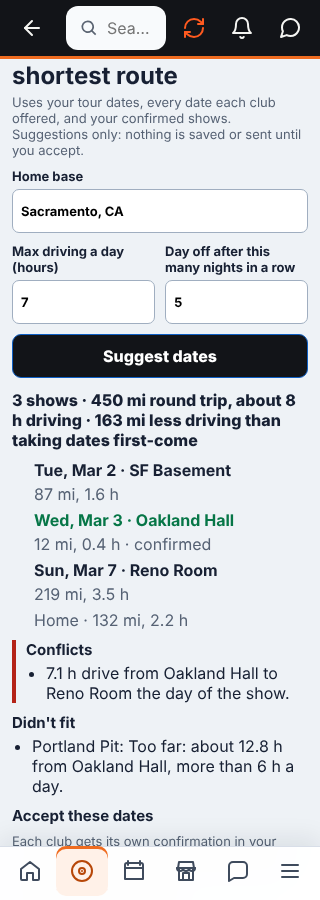 Sea...
shortest route
Uses your tour dates, every date each club
offered, and your confirmed shows.
Suggestions only: nothing is saved or sent until
you accept.
Home base
Sacramento, CA
Max driving a day
(hours)
7
Day off after this
many nights in a row
5
Suggest dates
3 shows · 450 mi round trip, about 8
h driving · 163 mi less driving than
taking dates first-come
Tue, Mar 2 · SF Basement
87 mi, 1.6 h
Wed, Mar 3 · Oakland Hall
12 mi, 0.4 h · confirmed
Sun, Mar 7 · Reno Room
219 mi, 3.5 h
Home · 132 mi, 2.2 h
Conflicts
• 7.1 h drive from Oakland Hall to
Reno Room the day of the show.
Didn't fit
• Portland Pit: Too far: about 12.8 h
from Oakland Hall, more than 6 h a
day.
Accept these dates
Each club gets its own confirmation in your